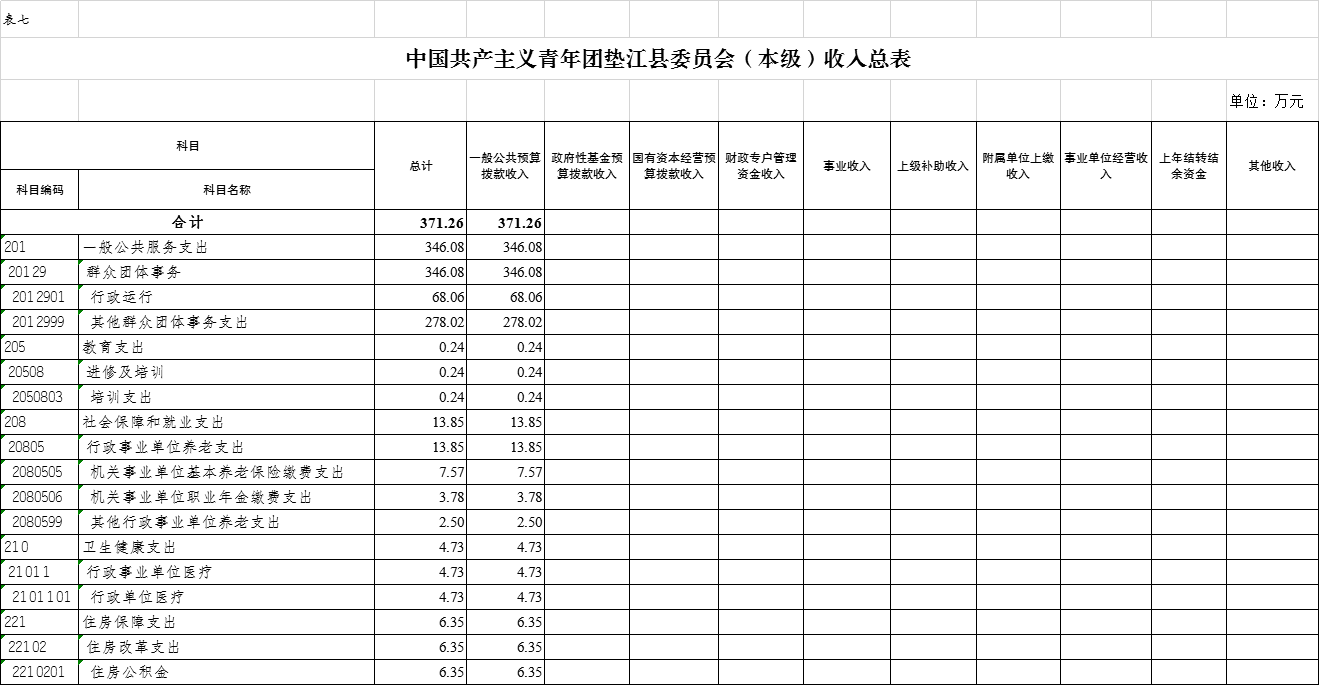 表七
中国共产主义青年团垫江县委员会（本级）收入总表
单位：万元
科目 总计 一般公共预算拨款收入 政府性基金预算拨款收入 国有资本经营预算拨款收入 财政专户管理资金收入 事业收入 上级补助收入 附属单位上缴收入 事业单位经营收入 上年结转结余资金 其他收入
科目编码 科目名称
合计 371.26 371.26
201 一般公共服务支出 346.08 346.08
20129 群众团体事务 346.08 346.08
2012901 行政运行 68.06 68.06
2012999 其他群众团体事务支出 278.02 278.02
205 教育支出 0.24 0.24
20508 进修及培训 0.24 0.24
2050803 培训支出 0.24 0.24
208 社会保障和就业支出 13.85 13.85
20805 行政事业单位养老支出 13.85 13.85
2080505 机关事业单位基本养老保险缴费支出 7.57 7.57
2080506 机关事业单位职业年金缴费支出 3.78 3.78
2080599 其他行政事业单位养老支出 2.50 2.50
210 卫生健康支出 4.73 4.73
21011 行政事业单位医疗 4.73 4.73
2101101 行政单位医疗 4.73 4.73
221 住房保障支出 6.35 6.35
22102 住房改革支出 6.35 6.35
2210201 住房公积金 6.35 6.35